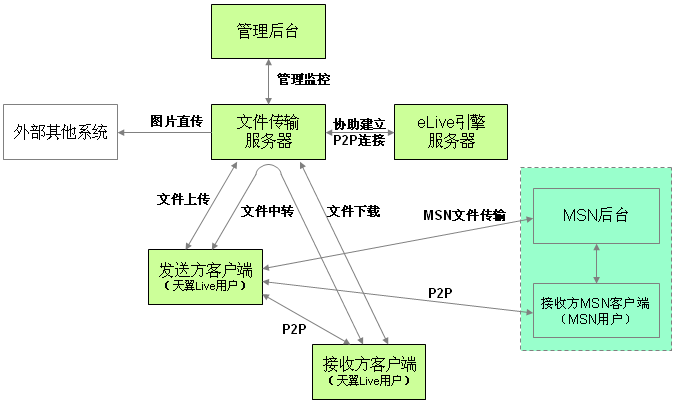 管理后台
管理监控
外部其他系统
图片直传
文件传输
服务器
协助建立
P2P连接
eLive引擎
服务器
文件上传
文件中转
文件下载
MSN文件传输
MSN后台
发送方客户端
（天翼Live用户）
P2P
接收方MSN客户端
（MSN用户）
P2P
接收方客户端
（天翼Live用户）